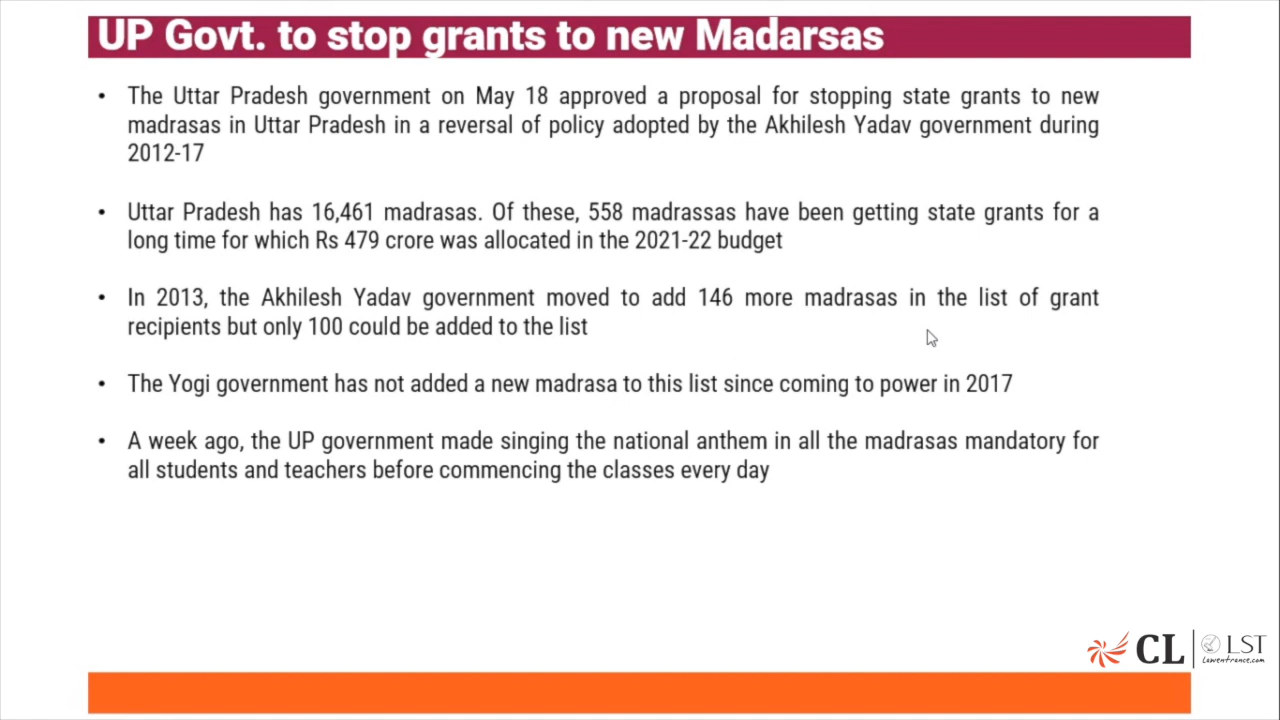 UP Govt. to stop grants to new Madarsas
• The Uttar Pradesh government on May 18 approved a proposal for stopping state grants to new
madrasas in Uttar Pradesh in a reversal of policy adopted by the Akhilesh Yadav government during
2012-17
• Uttar Pradesh has 16,461 madrasas. Of these, 558 madrassas have been getting state grants for a
long time for which Rs 479 crore was allocated in the 2021-22 budget
• In 2013, the Akhilesh Yadav government moved to add 146 more madrasas in the list of grant
recipients but only 100 could be added to the list
• The Yogi government has not added a new madrasa to this list since coming to power in 2017
• A week ago, the UP government made singing the national anthem in all the madrasas mandatory for
all students and teachers before commencing the classes every day
CL LST
Lawentrance.com